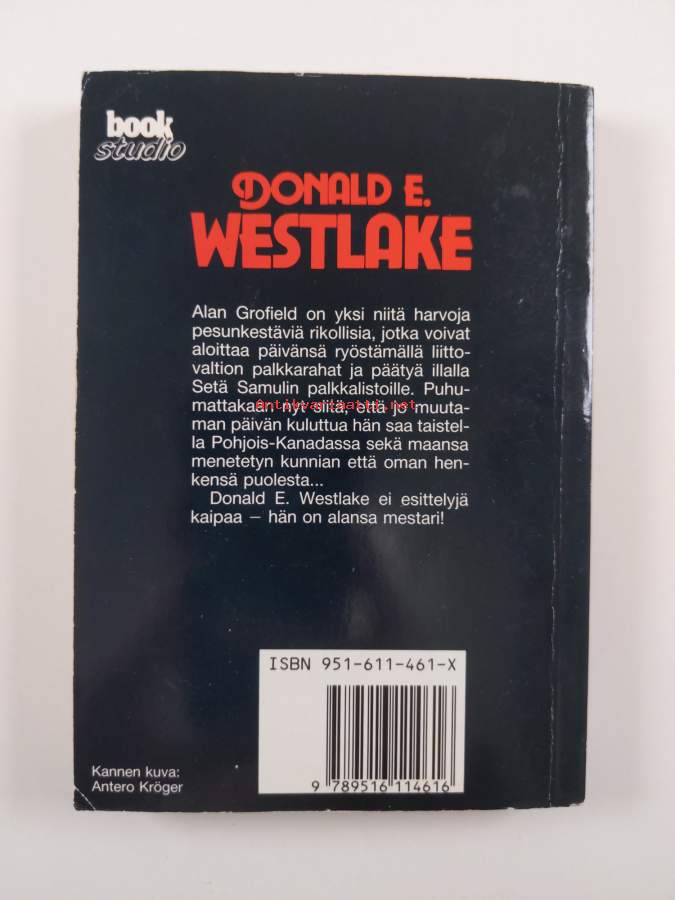 book
studio
DONALD E.
WESTLAKE
Alan Grofield on yksi niitä harvoja
pesunkestäviä rikollisia, jotka voivat
aloittaa päivänsä ryöstämällä liitto-
valtion palkkarahat ja päätyä illalla
Setä Samulin palkkalistoille. Puhu-
mattakaan nyt siitä, että jo muuta-
Antikvariaatti.net
man päivän kuluttua hän saa taistel-
la Pohjois-Kanadassa sekä maansa
menetetyn kunnian että oman hen-
kensä puolesta...
Donald E. Westlake ei esittelyjä
kaipaa – hän on alansa mestari!
ISBN 951-611-461-X
9 789516 114616
Kannen kuva:
Antero Kröger